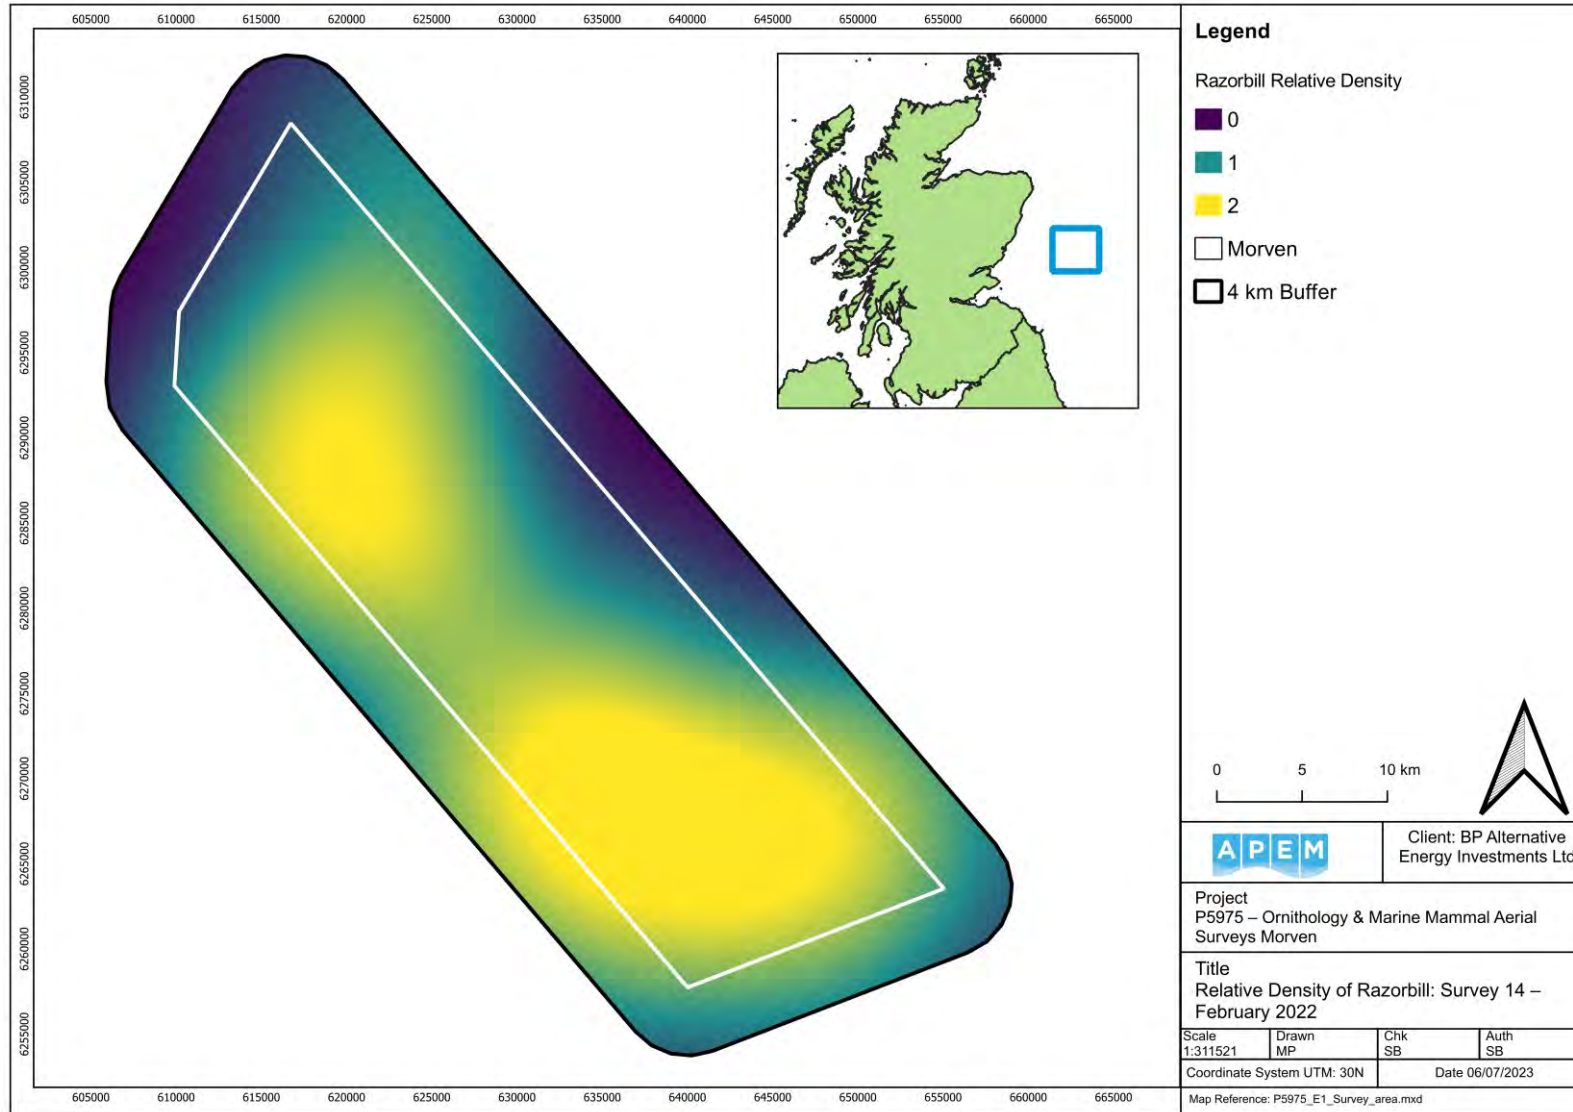 605000 610000 615000 620000 625000 630000 635000 640000 645000 650000 655000 660000 665000
6310000
6305000
6300000
6295000
6290000
6285000
6280000
6275000
6270000
6265000
6260000
6255000
605000 610000 615000 620000 625000 630000 635000 640000 645000 650000 655000 660000 665000
Legend
Razorbill Relative Density
0
1
2
Morven
4 km Buffer
0 5 10 km
APEM
Client: BP Alternative
Energy Investments Ltd
Project
P5975 – Ornithology & Marine Mammal Aerial
Surveys Morven
Title
Relative Density of Razorbill: Survey 14 –
February 2022
Scale Drawn Chk Auth
1:311521 MP SB SB
Coordinate System UTM: 30N Date 06/07/2023
Map Reference: P5975_E1_Survey_area.mxd